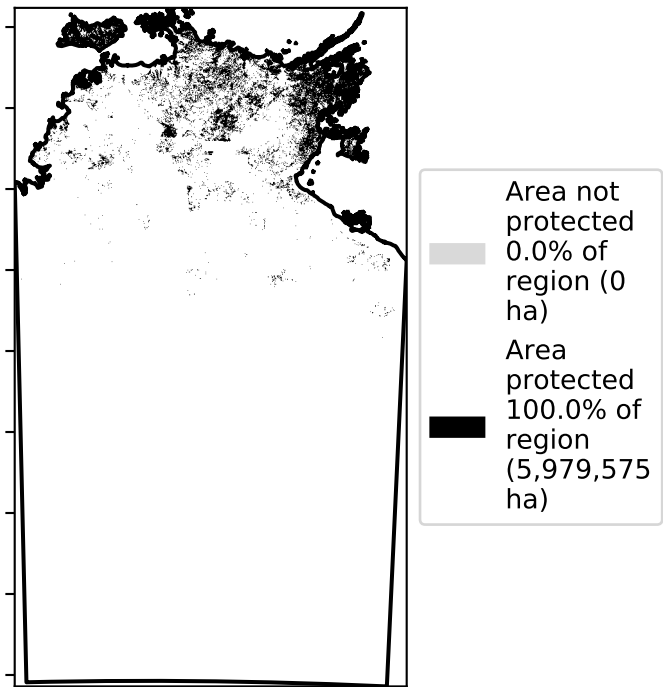 Area not
protected
0.0% of
region (0
ha)
Area
protected
100.0% of
region
(5,979,575
ha)